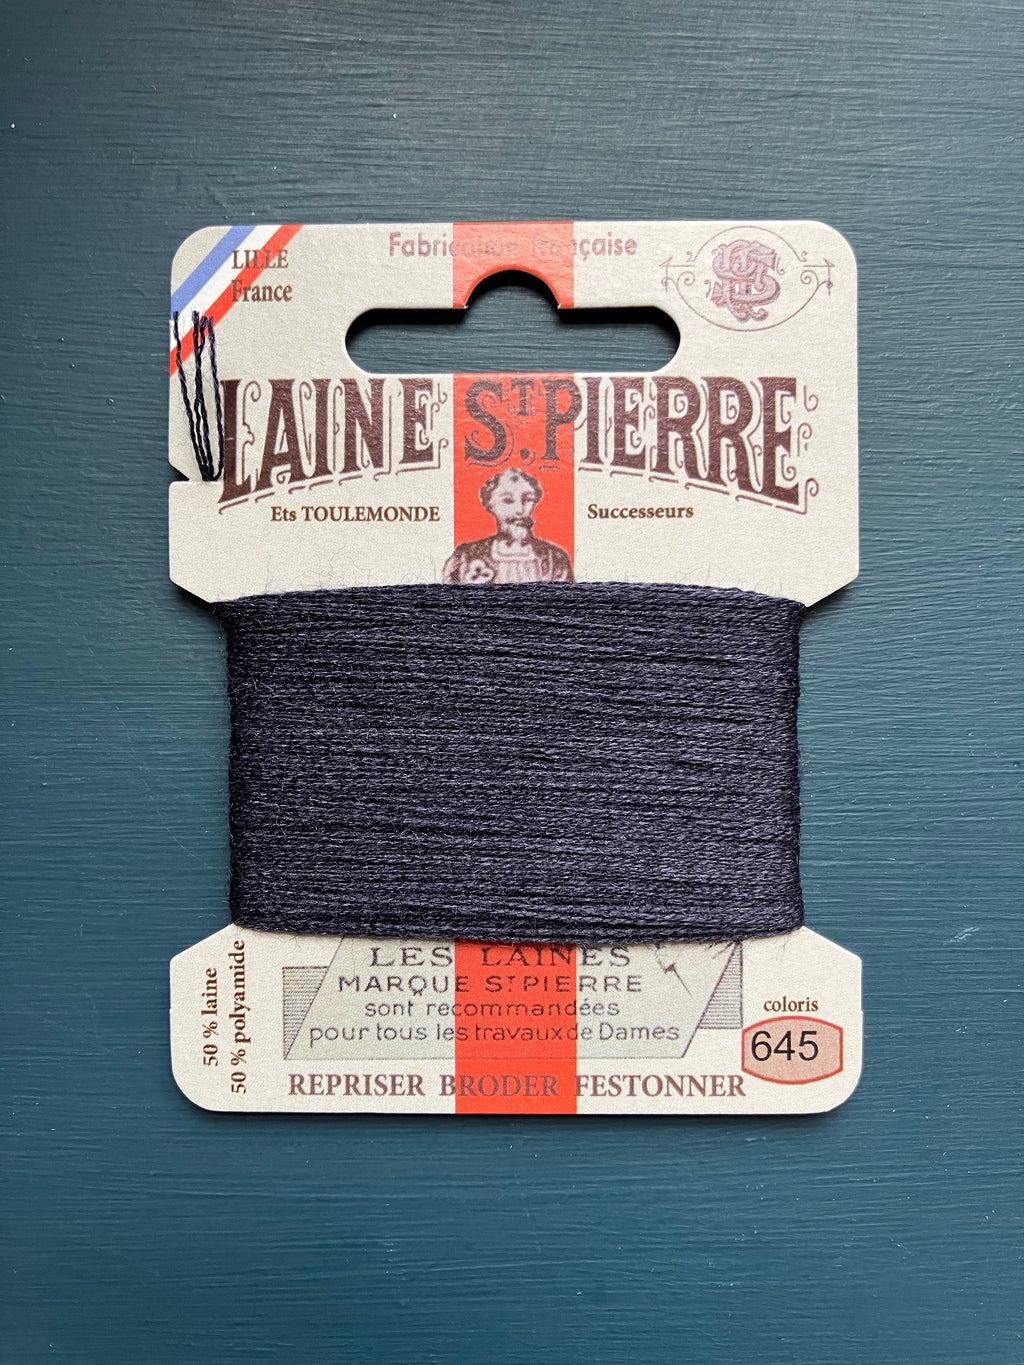 Fabrication française
LILLE
France
LAINE ST. PIERRE
Ets TOULEMONDE
Successeurs
LES LAINES
MARQUE ST PIERRE
sont recommandées
pour tous les travaux de Dames
REPRISER BRODER FESTONNER
50 % laine
50 % polyamide
coloris
645